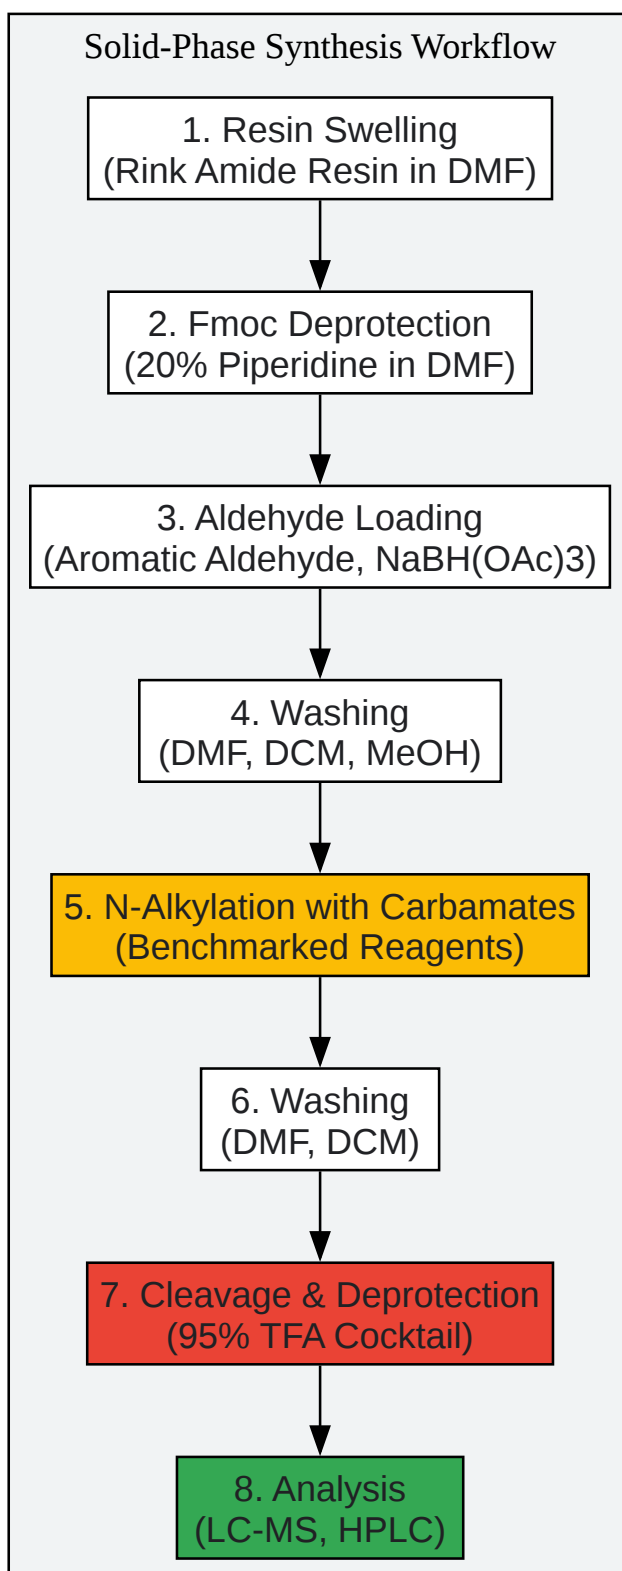 Solid-Phase Synthesis Workflow
1. Resin Swelling
(Rink Amide Resin in DMF)
2. Fmoc Deprotection
(20% Piperidine in DMF)
3. Aldehyde Loading
(Aromatic Aldehyde, NaBH(OAc)3)
4. Washing
(DMF, DCM, MeOH)
5. N-Alkylation with Carbamates
(Benchmarked Reagents)
6. Washing
(DMF, DCM)
7. Cleavage & Deprotection
(95% TFA Cocktail)
8. Analysis
(LC-MS, HPLC)